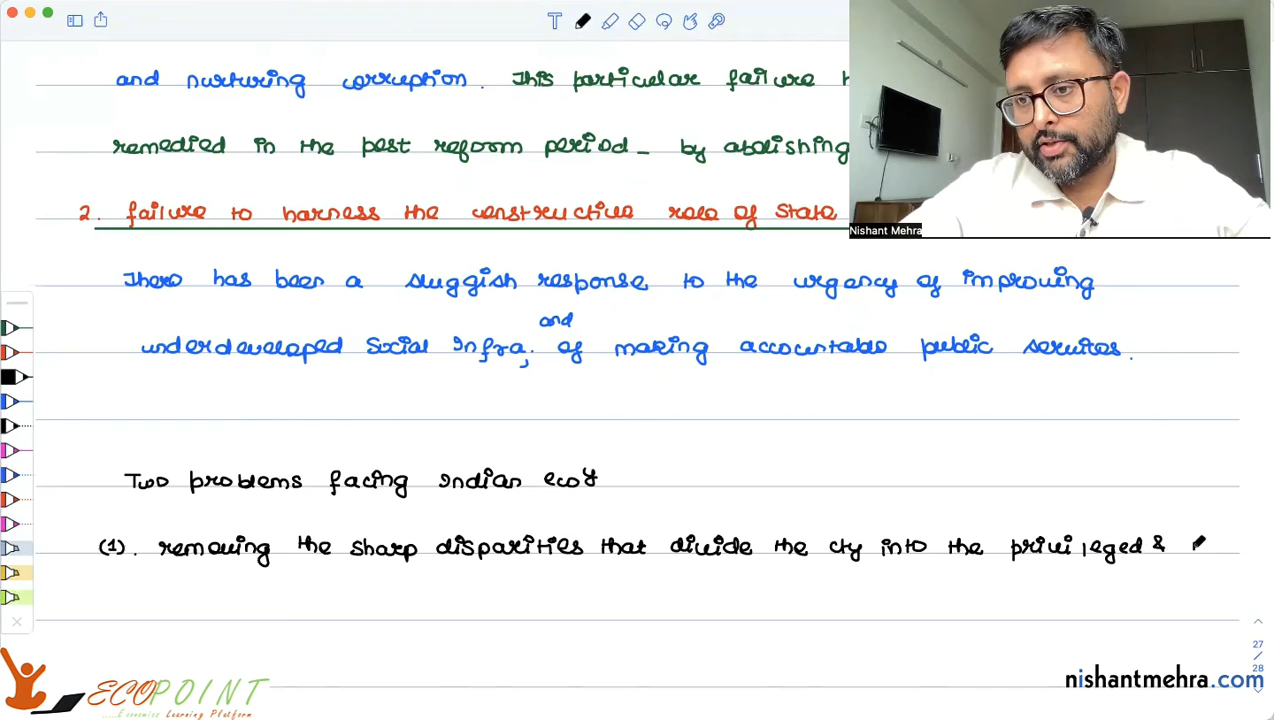 and nurturing corruption. This particular failure h
remedied in the post reform period - by abolishing
Nishant Mehra
2. failure to harness the constructive role of State
There has been a sluggish response to the urgency of improving
and
underdeveloped Social Infra, of making accountable public services.
Two problems facing Indian ecoy
(1). removing the sharp disparities that divide the cty into the privileged &
27
/
28
ECOPOINT
.....Economics Learning Platform
nishantmehra.com